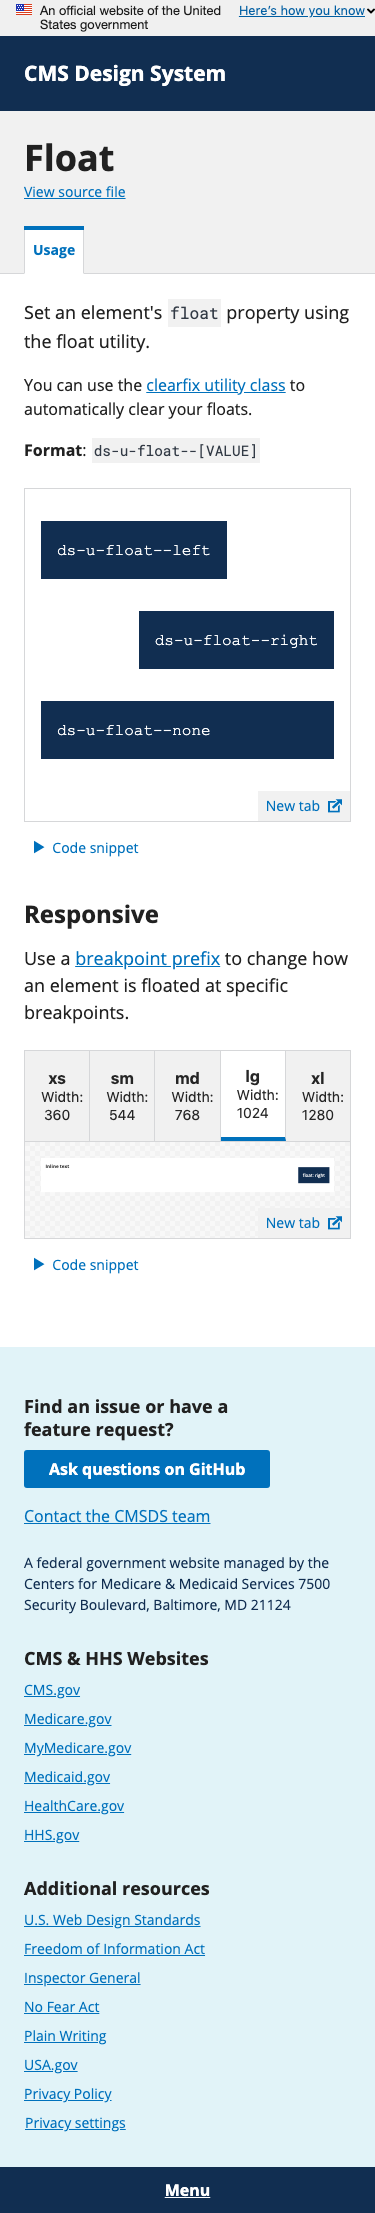 An official website of the United States government
Here's how you know
CMS Design System
Float
View source file
Usage
Set an element's float property using
the float utility.
You can use the clearfix utility class to
automatically clear your floats.
Format: ds-u-float--[VALUE]
ds-u-float--left
ds-u-float--right
ds-u-float--none
New tab
Code snippet
Responsive
Use a breakpoint prefix to change how
an element is floated at specific
breakpoints.
xs
Width:
360
sm
Width:
544
md
Width:
768
lg
Width:
1024
xl
Width:
1280
Inline text
float: right
New tab
Code snippet
Find an issue or have a
feature request?
Ask questions on GitHub
Contact the CMSDS team
A federal government website managed by the
Centers for Medicare & Medicaid Services 7500
Security Boulevard, Baltimore, MD 21124
CMS & HHS Websites
CMS.gov
Medicare.gov
MyMedicare.gov
Medicaid.gov
HealthCare.gov
HHS.gov
Additional resources
U.S. Web Design Standards
Freedom of Information Act
Inspector General
No Fear Act
Plain Writing
USA.gov
Privacy Policy
Privacy settings
Menu